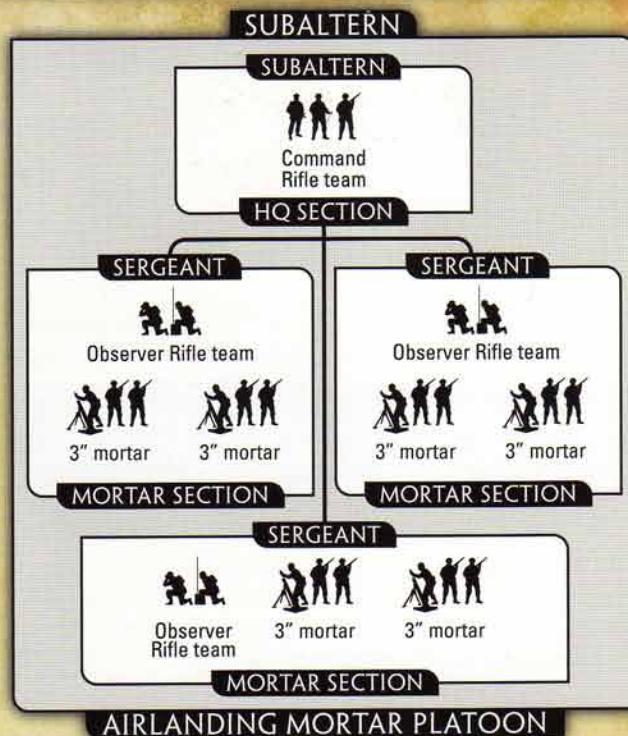 SUBALTERN
SUBALTERN
Command
Rifle team
HQ SECTION
SERGEANT
Observer Rifle team
3″ mortar 3″ mortar
MORTAR SECTION
SERGEANT
Observer Rifle team
3″ mortar 3″ mortar
MORTAR SECTION
SERGEANT
Observer
Rifle team
3″ mortar 3″ mortar
MORTAR SECTION
AIRLANDING MORTAR PLATOON